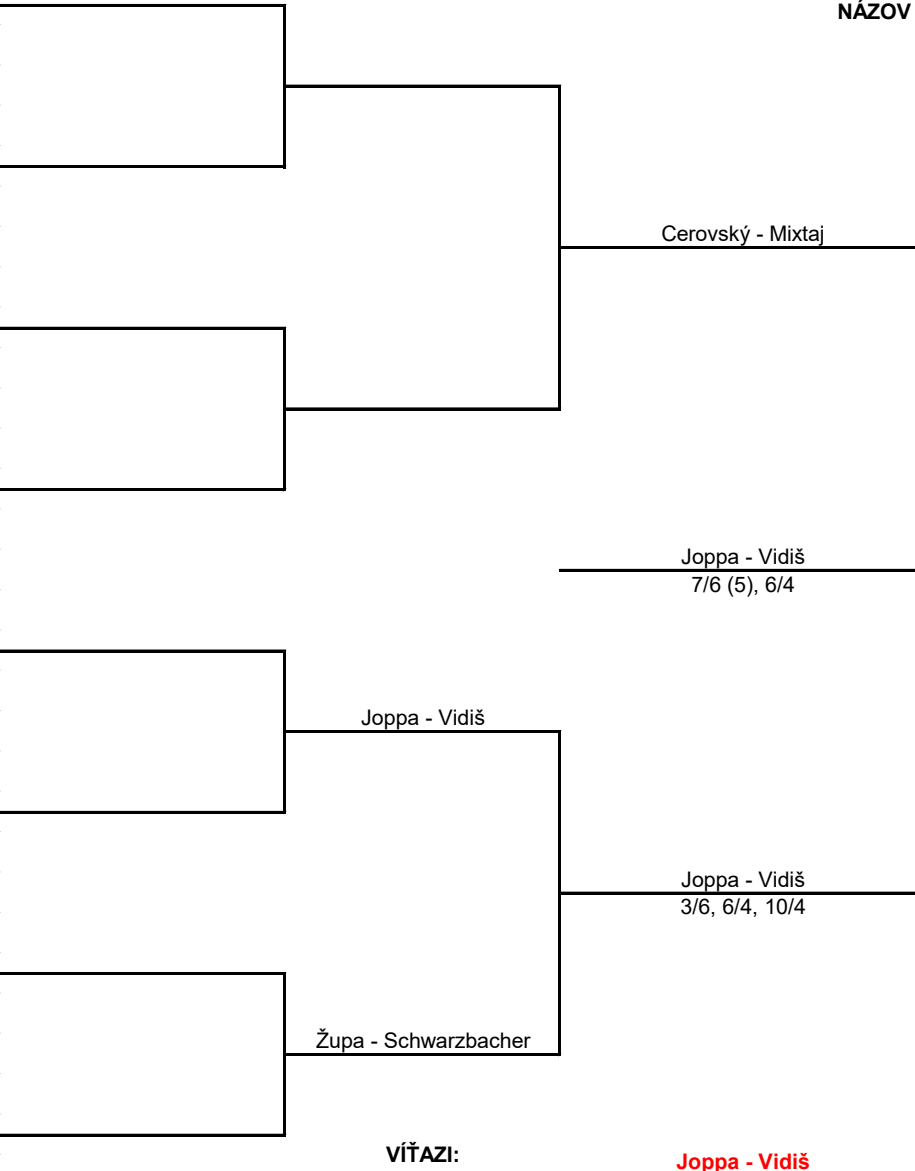 NÁZOV
Cerovský - Mixtaj
Joppa - Vidiš
7/6 (5), 6/4
Joppa - Vidiš
Joppa - Vidiš
3/6, 6/4, 10/4
Župa - Schwarzbacher
VÍŤAZI:
Joppa - Vidiš